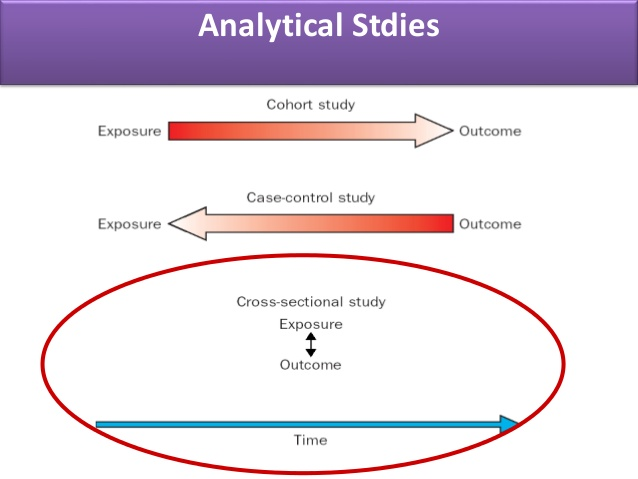 Analytical Stdies
Cohort study
Exposure Outcome
Case-control study
Exposure Outcome
Cross-sectional study
Exposure
Outcome
Time